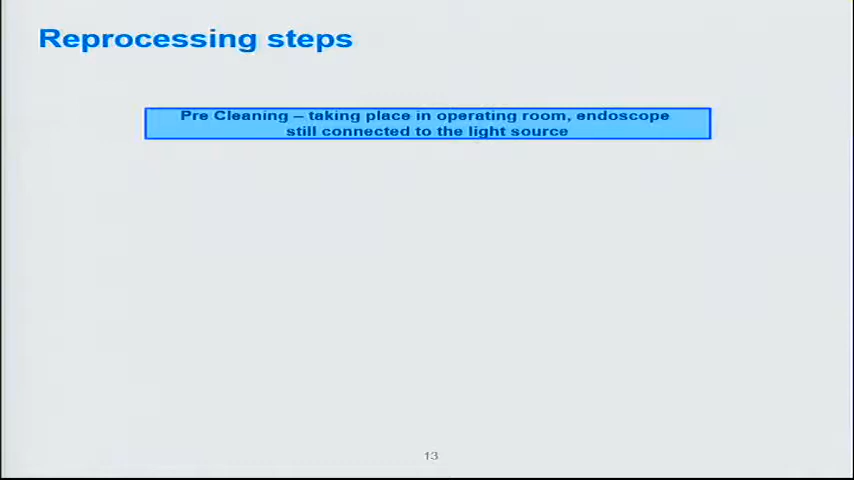 Reprocessing steps
Pre Cleaning – taking place in operating room, endoscope
still connected to the light source
13